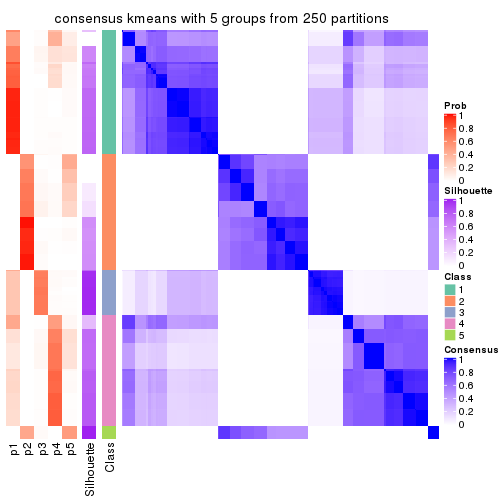 consensus kmeans with 5 groups from 250 partitions
Prob
1
0.8
0.6
0.4
0.2
0
Silhouette
1
0.8
0.6
0.4
0.2
0
Class
1
2
3
4
5
Consensus
1
0.8
0.6
0.4
0.2
0
p1
p2
p3
p4
p5
Silhouette
Class